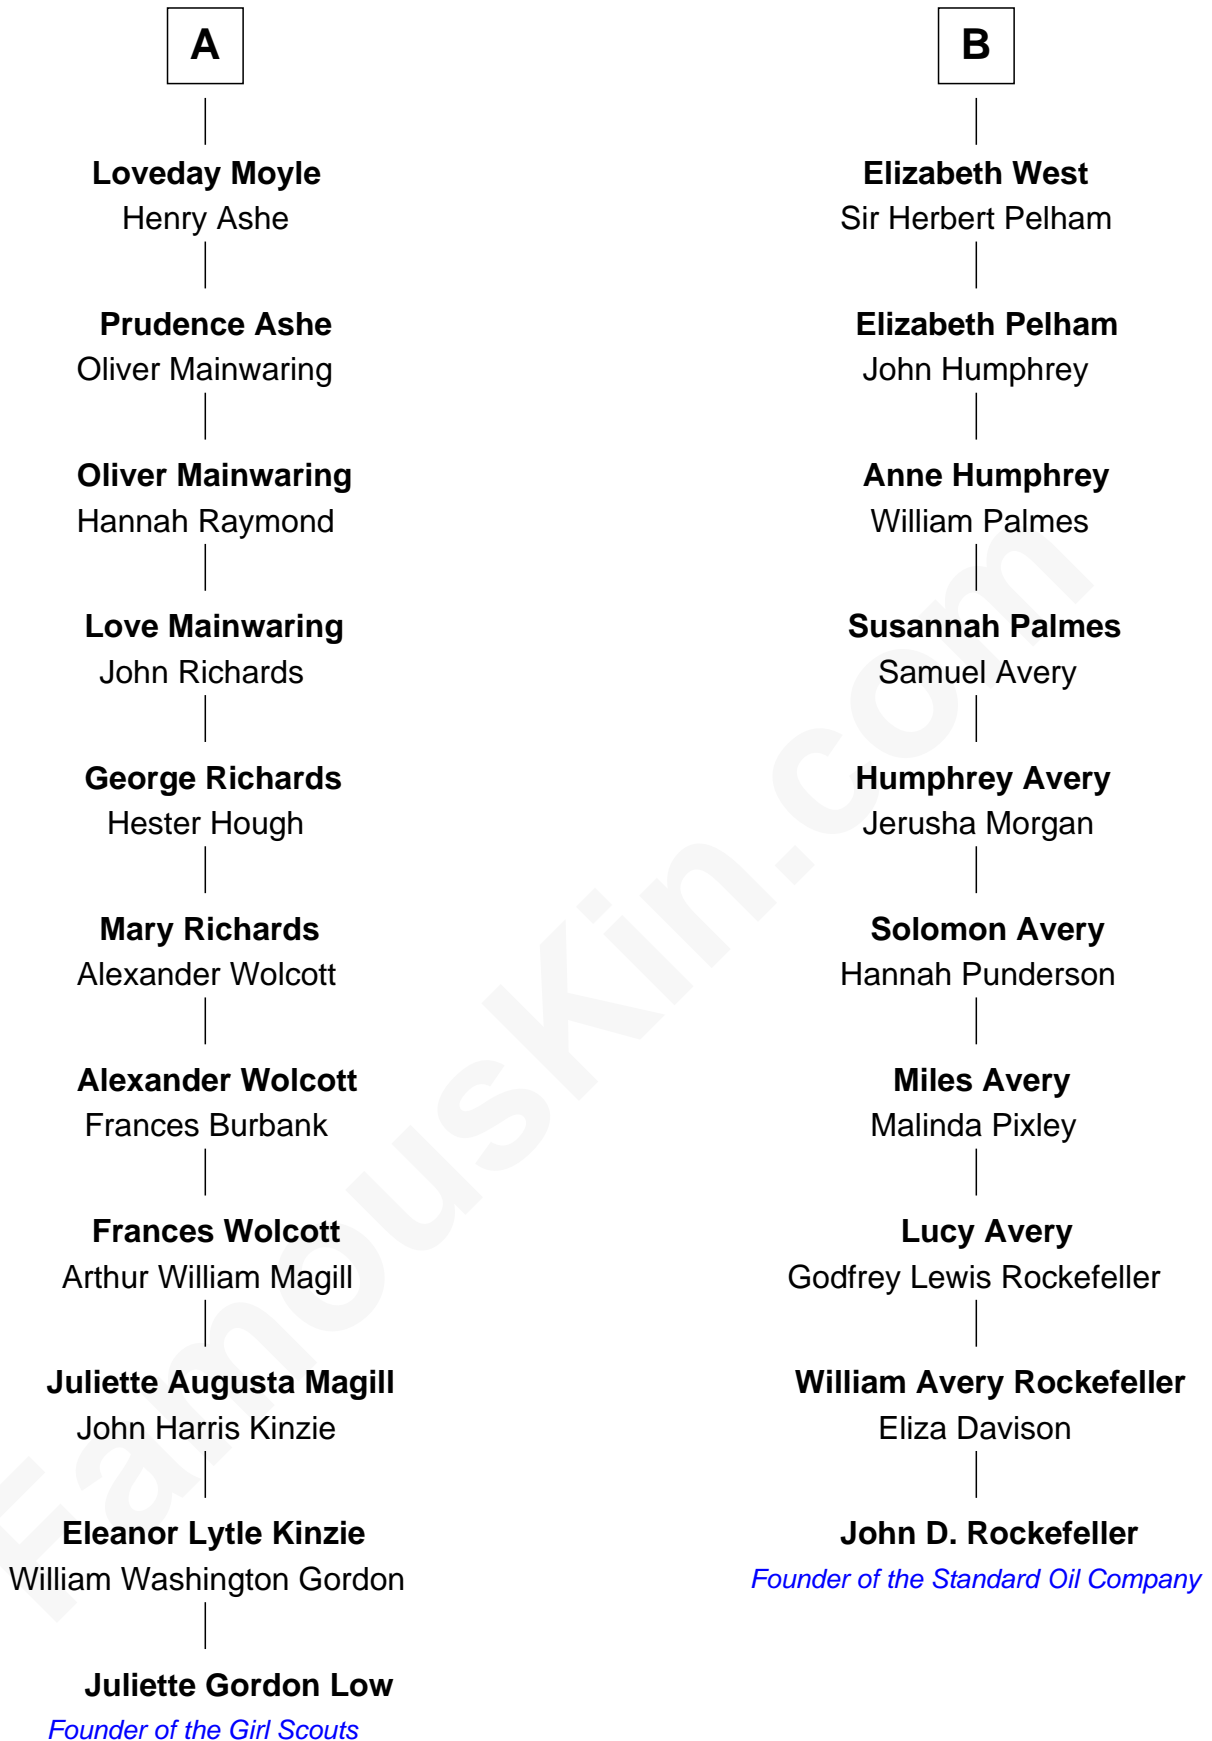 A
Loveday Moyle
Henry Ashe
Prudence Ashe
Oliver Mainwaring
Oliver Mainwaring
Hannah Raymond
Love Mainwaring
John Richards
George Richards
Hester Hough
Mary Richards
Alexander Wolcott
Alexander Wolcott
Frances Burbank
Frances Wolcott
Arthur William Magill
Juliette Augusta Magill
John Harris Kinzie
Eleanor Lytle Kinzie
William Washington Gordon
Juliette Gordon Low
Founder of the Girl Scouts
B
Elizabeth West
Sir Herbert Pelham
Elizabeth Pelham
John Humphrey
Anne Humphrey
William Palmes
Susannah Palmes
Samuel Avery
Humphrey Avery
Jerusha Morgan
Solomon Avery
Hannah Punderson
Miles Avery
Malinda Pixley
Lucy Avery
Godfrey Lewis Rockefeller
William Avery Rockefeller
Eliza Davison
John D. Rockefeller
Founder of the Standard Oil Company
FamousKin.com